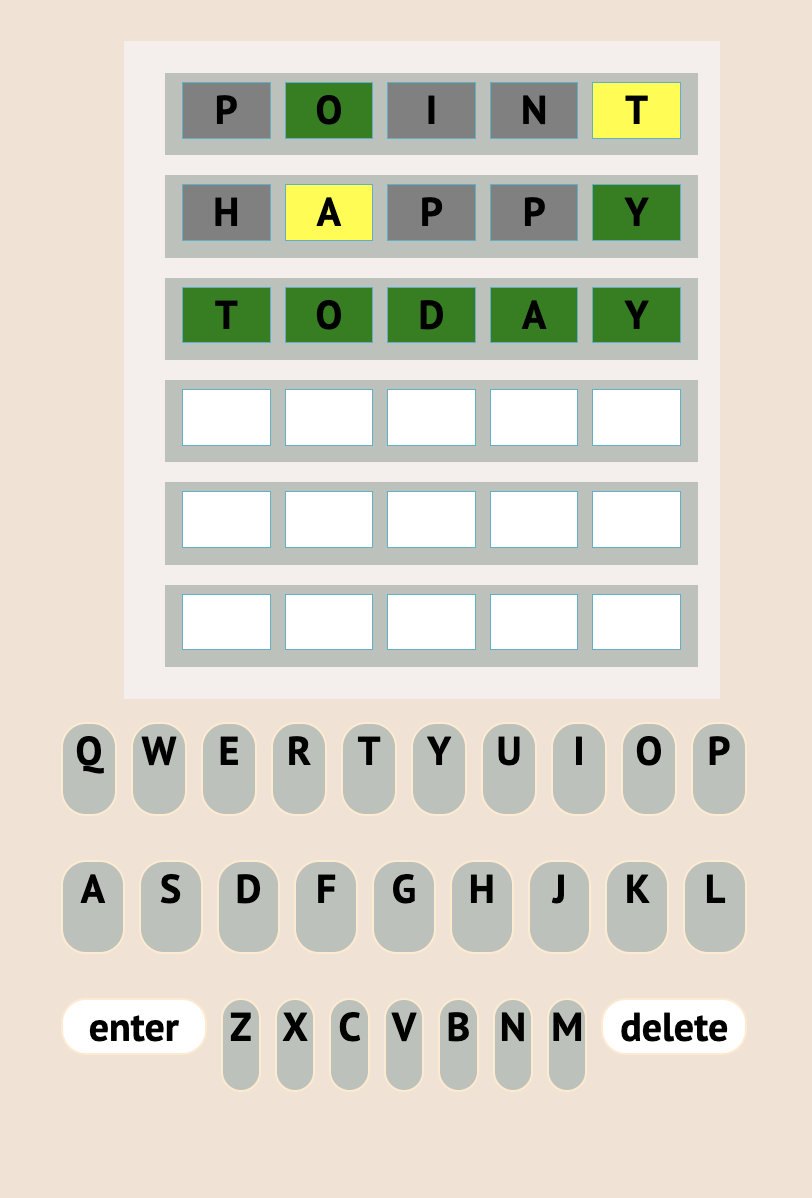 P O I N T
H A P P Y
T O D A Y
Q W E R T Y U I O P
A S D F G H J K L
enter Z X C V B N M delete